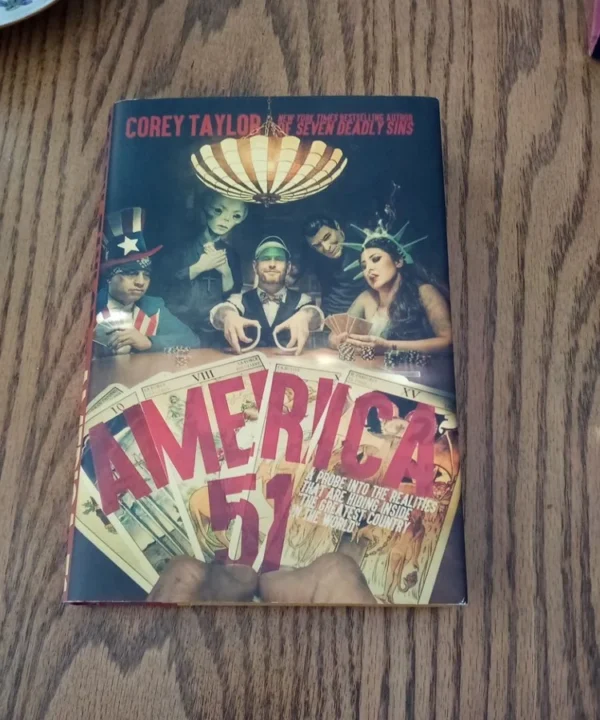 COREY TAYLOR
NEW YORK TIMES BESTSELLING AUTHOR
OF SEVEN DEADLY SINS
VIII
AMERICA
51
A PROBE INTO THE REALITIES
THAT ARE HIDING INSIDE
"THE GREATEST COUNTRY
IN THE WORLD"